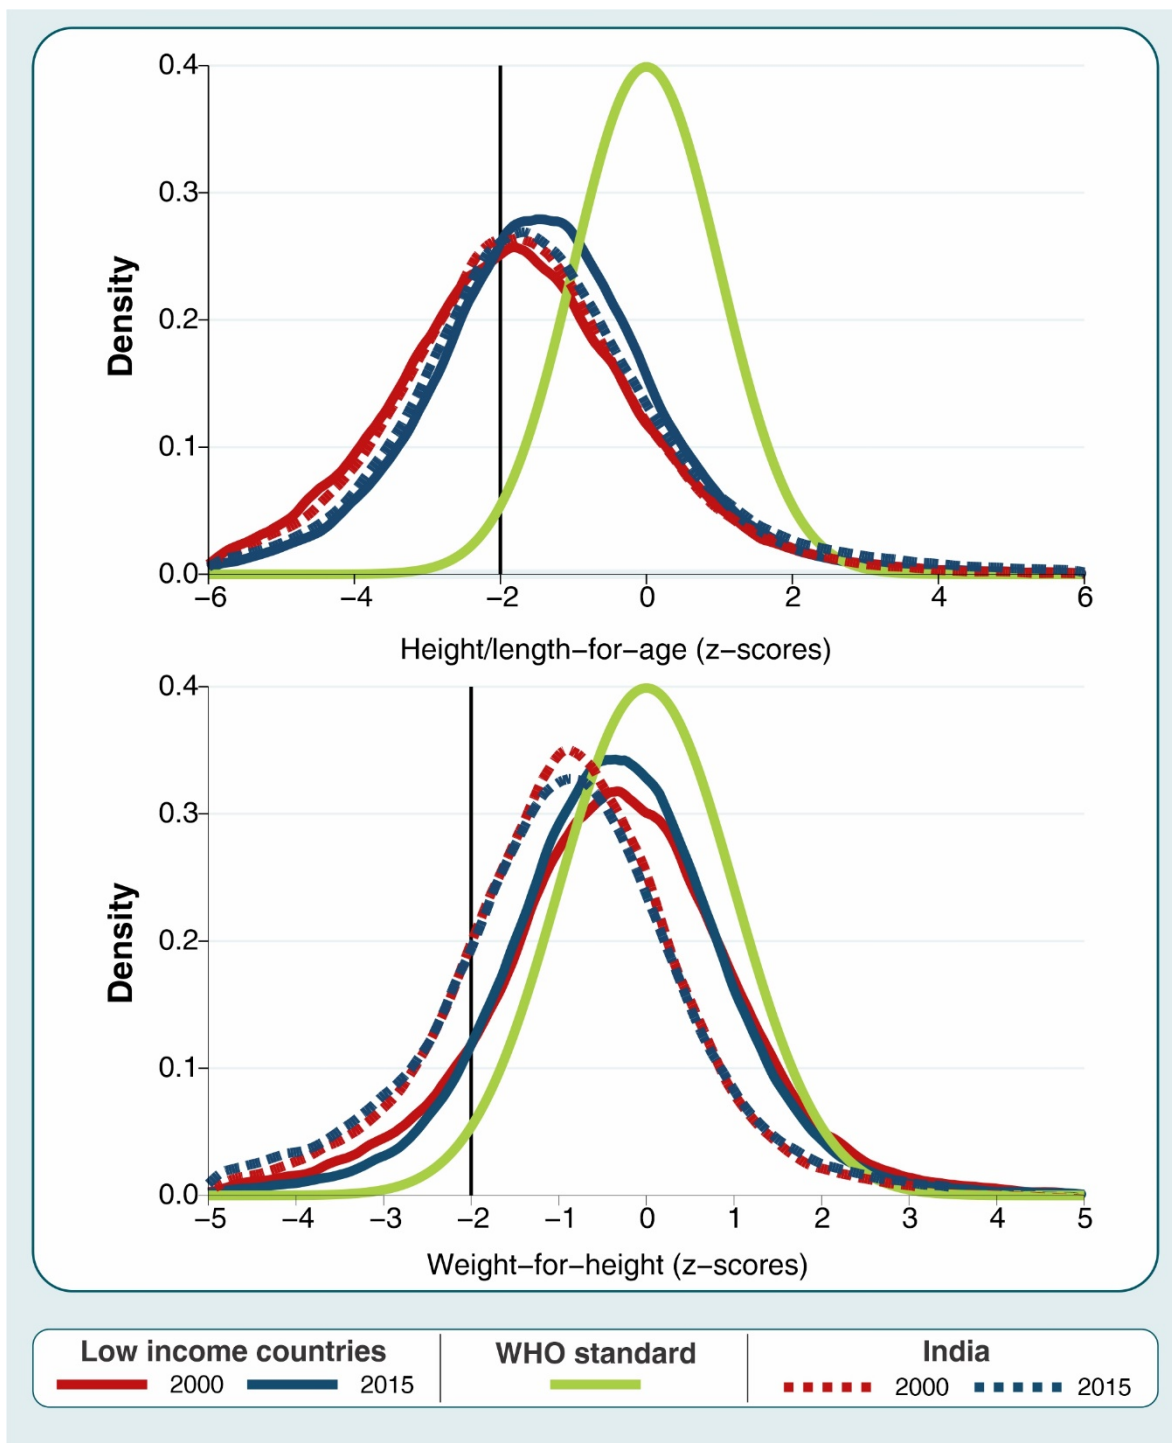 0.4
0.3
0.2
0.1
0.0
Density
−6 −4 −2 0 2 4 6
Height/length−for−age (z−scores)
0.4
0.3
0.2
0.1
0.0
Density
−5 −4 −3 −2 −1 0 1 2 3 4 5
Weight−for−height (z−scores)
Low income countries WHO standard India
2000 2015 2000 2015